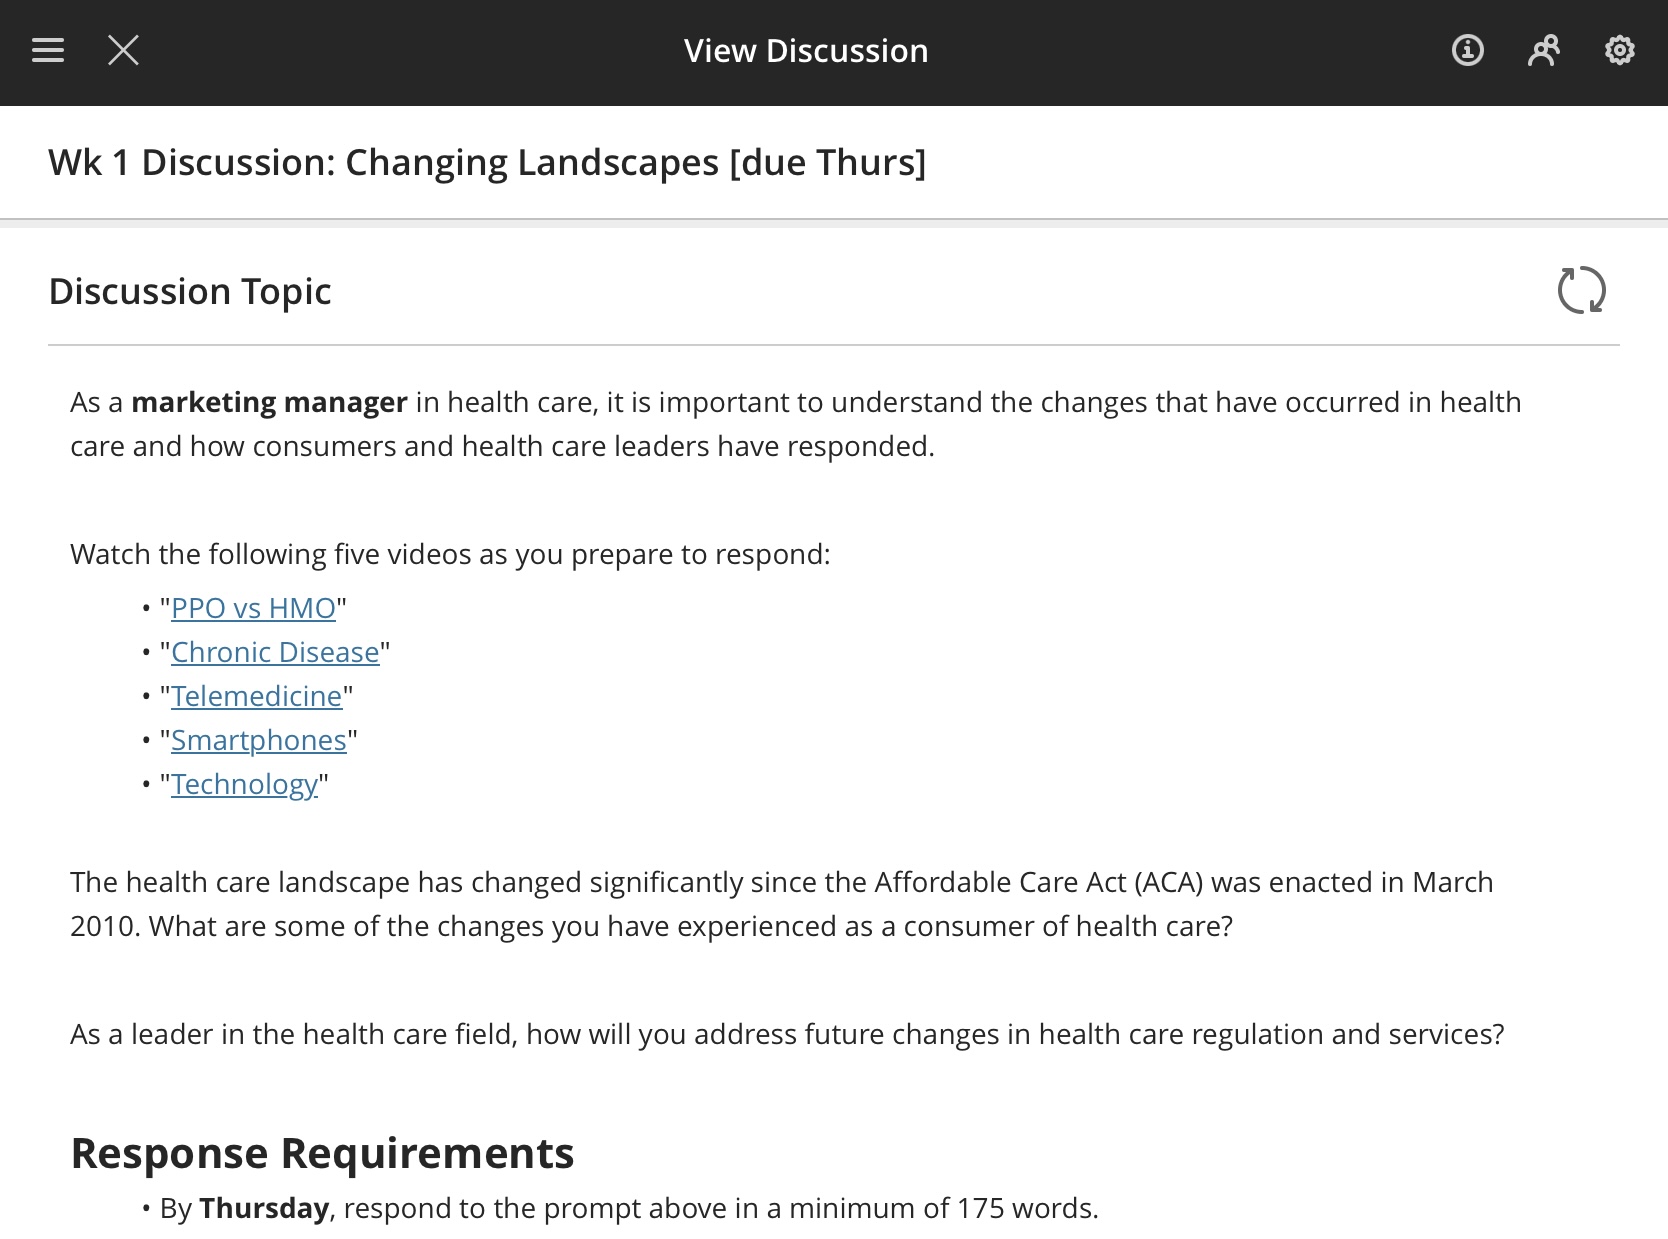 View Discussion
Wk 1 Discussion: Changing Landscapes [due Thurs]
Discussion Topic
As a marketing manager in health care, it is important to understand the changes that have occurred in health
care and how consumers and health care leaders have responded.
Watch the following five videos as you prepare to respond:
• "PPO vs HMO"
• "Chronic Disease"
• "Telemedicine"
• "Smartphones"
• "Technology"
The health care landscape has changed significantly since the Affordable Care Act (ACA) was enacted in March
2010. What are some of the changes you have experienced as a consumer of health care?
As a leader in the health care field, how will you address future changes in health care regulation and services?
Response Requirements
• By Thursday, respond to the prompt above in a minimum of 175 words.